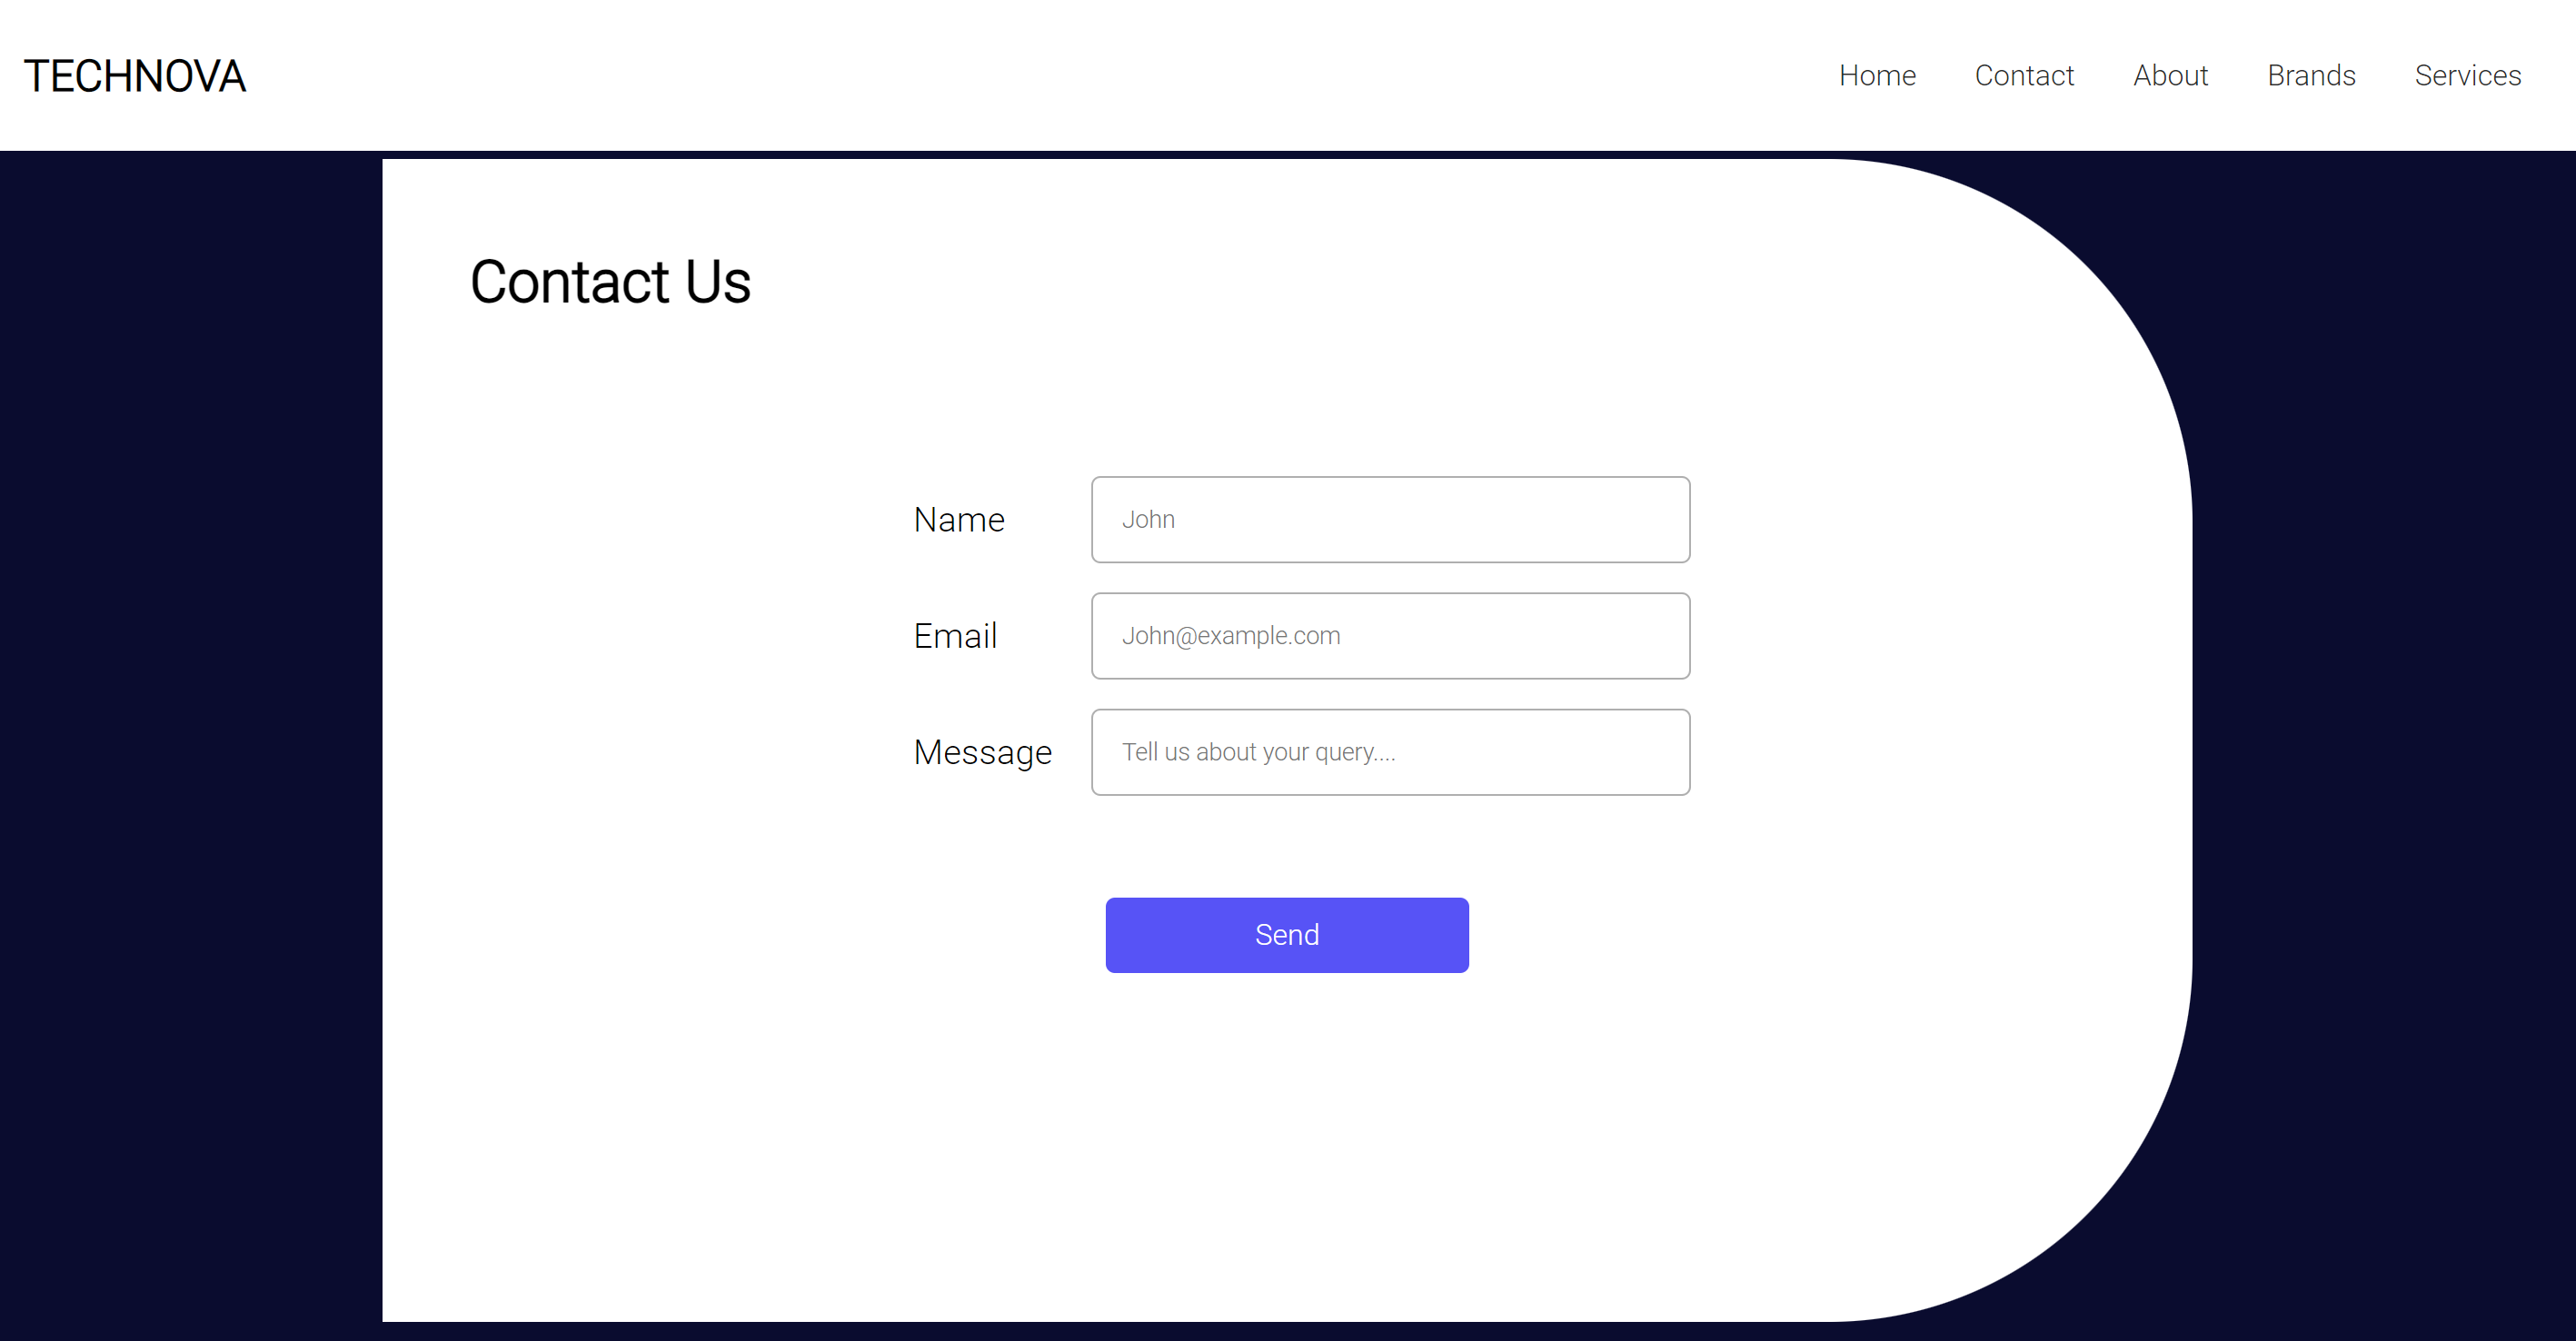 TECHNOVA
Home Contact About Brands Services
Contact Us
Name John
Email John@example.com
Message Tell us about your query....
Send